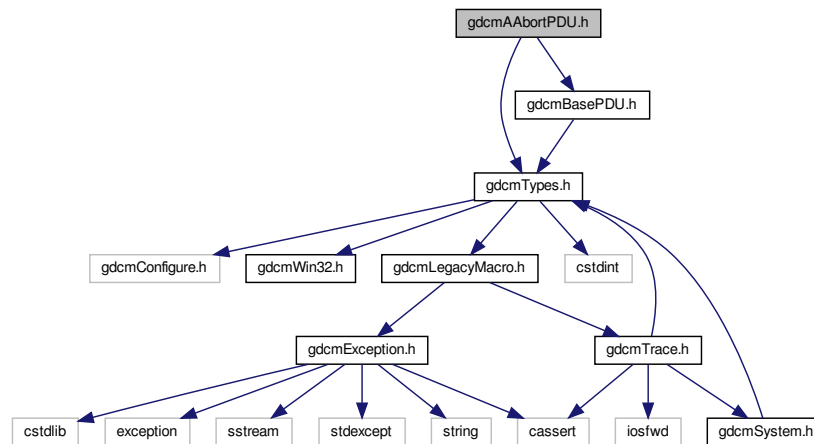 gdcmAAbortPDU.h
gdcmBasePDU.h
gdcmTypes.h
gdcmConfigure.h
gdcmWin32.h
gdcmLegacyMacro.h
cstdint
gdcmException.h
gdcmTrace.h
cstdlib
exception
sstream
stdexcept
string
cassert
iosfwd
gdcmSystem.h